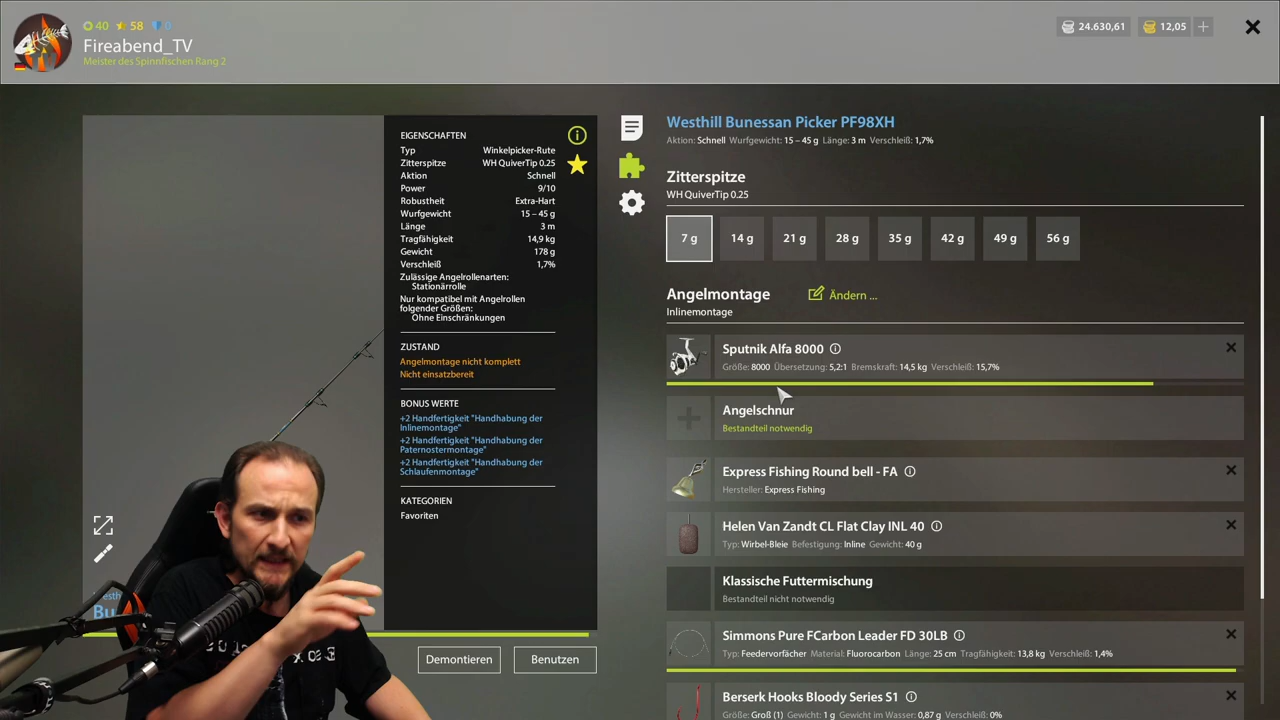 40 58 0
Fireabend_TV
Meister des Spinnfischen Rang 2
24.630,61 12,05
EIGENSCHAFTEN
Typ Winkelpicker-Rute
Zitterspitze WH QuiverTip 0.25
Aktion Schnell
Power 9/10
Robustheit Extra-Hart
Wurfgewicht 15 – 45 g
Länge 3 m
Tragfähigkeit 14,9 kg
Gewicht 178 g
Verschleiß 1,7%
Zulässige Angelrollenarten:
Stationärrolle
Nur kompatibel mit Angelrollen
folgender Größen:
Ohne Einschränkungen
ZUSTAND
Angelmontage nicht komplett
Nicht einsatzbereit
BONUS WERTE
+2 Handfertigkeit "Handhabung der
Inlinemontage"
+2 Handfertigkeit "Handhabung der
Paternostermontage"
+2 Handfertigkeit "Handhabung der
Schlaufenmontage"
KATEGORIEN
Favoriten
Demontieren Benutzen
Westhill Bunessan Picker PF98XH
Aktion: Schnell Wurfgewicht: 15 – 45 g Länge: 3 m Verschleiß: 1,7%
Zitterspitze
WH QuiverTip 0.25
7 g 14 g 21 g 28 g 35 g 42 g 49 g 56 g
Angelmontage Ändern ...
Inlinemontage
Sputnik Alfa 8000
Größe: 8000 Übersetzung: 5,2:1 Bremskraft: 14,5 kg Verschleiß: 15,7%
Angelschnur
Bestandteil notwendig
Express Fishing Round bell - FA
Hersteller: Express Fishing
Helen Van Zandt CL Flat Clay INL 40
Typ: Wirbel-Bleie Befestigung: Inline Gewicht: 40 g
Klassische Futtermischung
Bestandteil nicht notwendig
Simmons Pure FCarbon Leader FD 30LB
Typ: Feedervorfächer Material: Fluorocarbon Länge: 25 cm Tragfähigkeit: 13,8 kg Verschleiß: 1,4%
Berserk Hooks Bloody Series S1
Größe: Groß (1) Gewicht: 1 g Gewicht im Wasser: 0,87 g Verschleiß: 0%